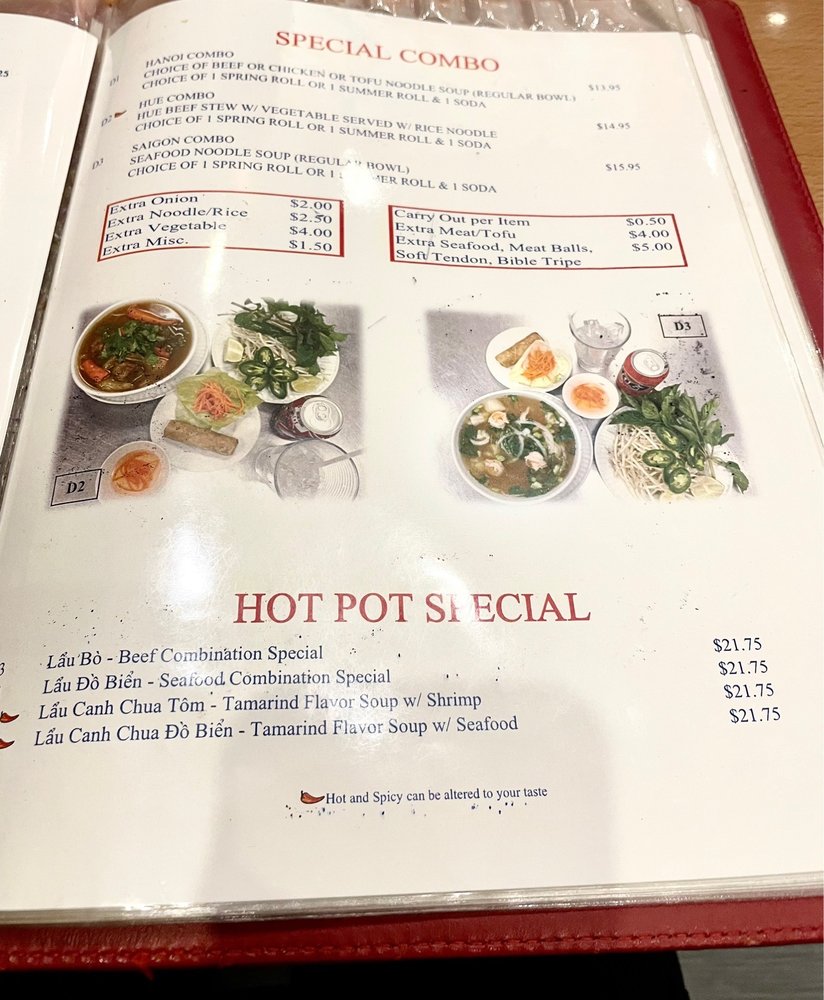 25
SPECIAL COMBO
D1 HANOI COMBO
CHOICE OF BEEF OR CHICKEN OR TOFU NOODLE SOUP (REGULAR BOWL) $13.95
CHOICE OF 1 SPRING ROLL OR 1 SUMMER ROLL & 1 SODA
D2 HUE COMBO
HUE BEEF STEW W/ VEGETABLE SERVED W/ RICE NOODLE $14.95
CHOICE OF 1 SPRING ROLL OR 1 SUMMER ROLL & 1 SODA
D3 SAIGON COMBO
SEAFOOD NOODLE SOUP (REGULAR BOWL) $15.95
CHOICE OF 1 SPRING ROLL OR 1 SUMMER ROLL & 1 SODA
Extra Onion $2.00
Extra Noodle/Rice $2.50
Extra Vegetable $4.00
Extra Misc. $1.50
Carry Out per Item $0.50
Extra Meat/Tofu $4.00
Extra Seafood, Meat Balls, $5.00
Soft Tendon, Bible Tripe
D2
D3
HOT POT SPECIAL
3 Lẩu Bò - Beef Combination Special $21.75
Lẩu Đồ Biển - Seafood Combination Special $21.75
Lẩu Canh Chua Tôm - Tamarind Flavor Soup w/ Shrimp $21.75
Lẩu Canh Chua Đồ Biển - Tamarind Flavor Soup w/ Seafood $21.75
Hot and Spicy can be altered to your taste